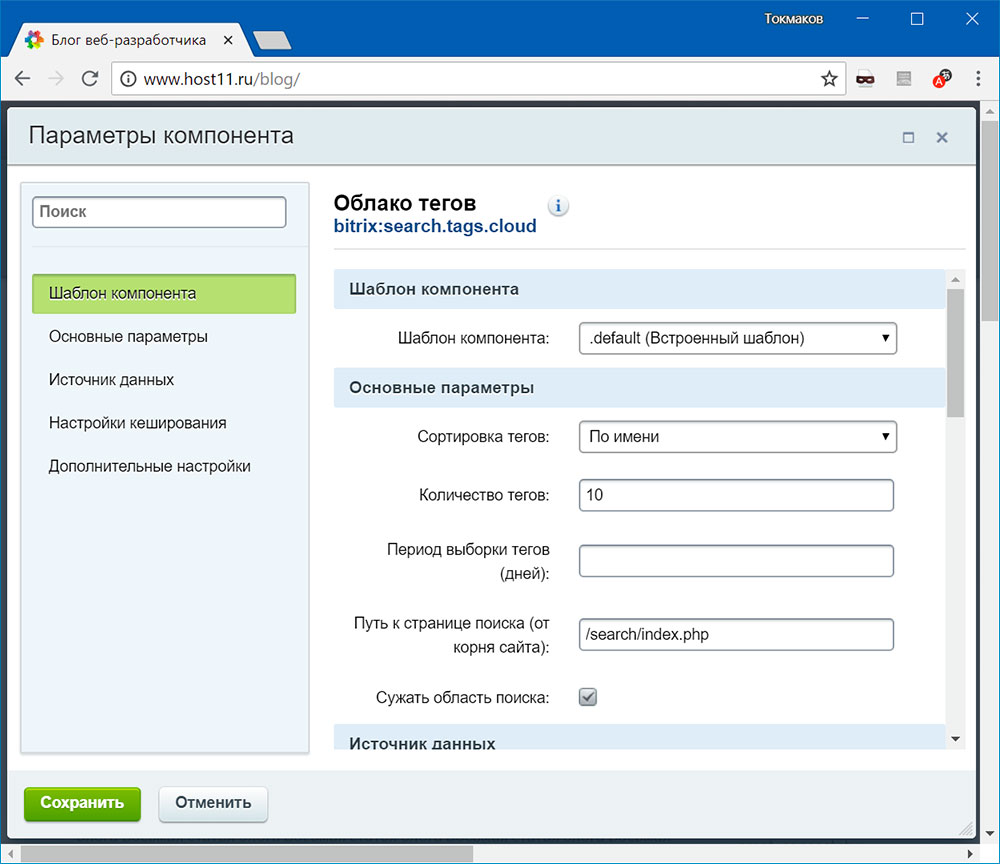 Токмаков
Блог веб-разработчика
www.host11.ru/blog/
Параметры компонента
Поиск
Шаблон компонента
Основные параметры
Источник данных
Настройки кеширования
Дополнительные настройки
Облако тегов
bitrix:search.tags.cloud
Шаблон компонента
Шаблон компонента: .default (Встроенный шаблон)
Основные параметры
Сортировка тегов: По имени
Количество тегов: 10
Период выборки тегов
(дней):
Путь к странице поиска (от
корня сайта): /search/index.php
Сужать область поиска:
Источник данных
Сохранить Отменить